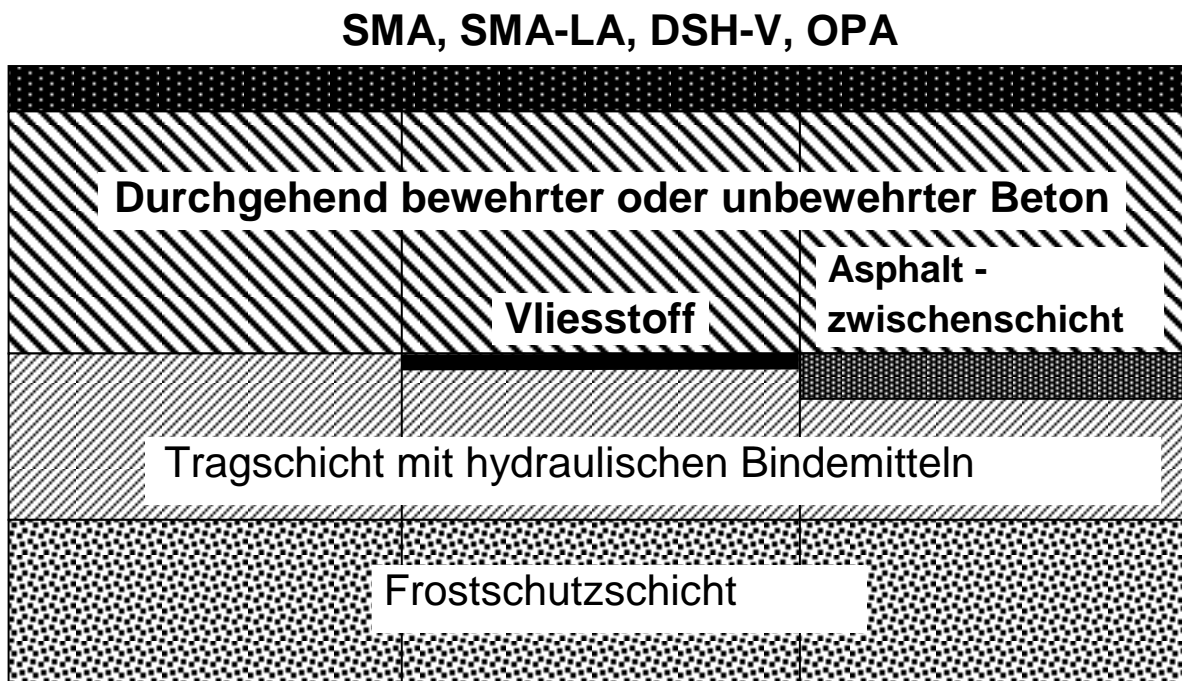 SMA, SMA-LA, DSH-V, OPA
Durchgehend bewehrter oder unbewehrter Beton
Vliesstoff
Asphalt -
zwischenschicht
Tragschicht mit hydraulischen Bindemitteln
Frostschutzschicht